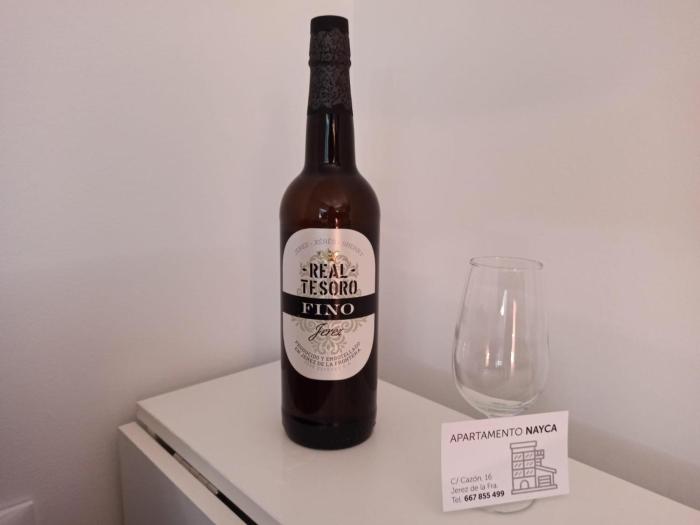 JEREZ - XÉRÈS - SHERRY
- REAL -
TESORO
FINO
Jerez
PRODUCIDO Y EMBOTELLADO
EN JEREZ DE LA FRONTERA
APARTAMENTO NAYCA
C/ Cazón, 16
Jerez de la Fra.
Tel. 667 855 499